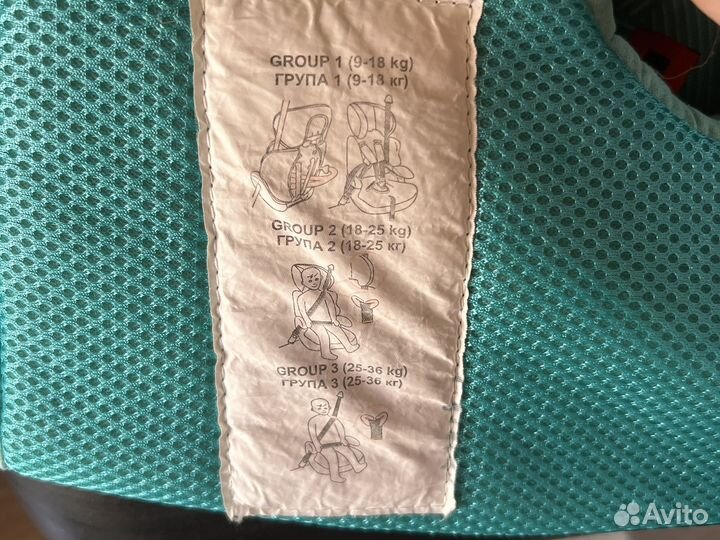 GROUP 1 (9-18 kg)
ГРУПА 1 (9-18 кг)
GROUP 2 (18-25 kg)
ГРУПА 2 (18-25 кг)
GROUP 3 (25-36 kg)
ГРУПА 3 (25-36 кг)
Avito